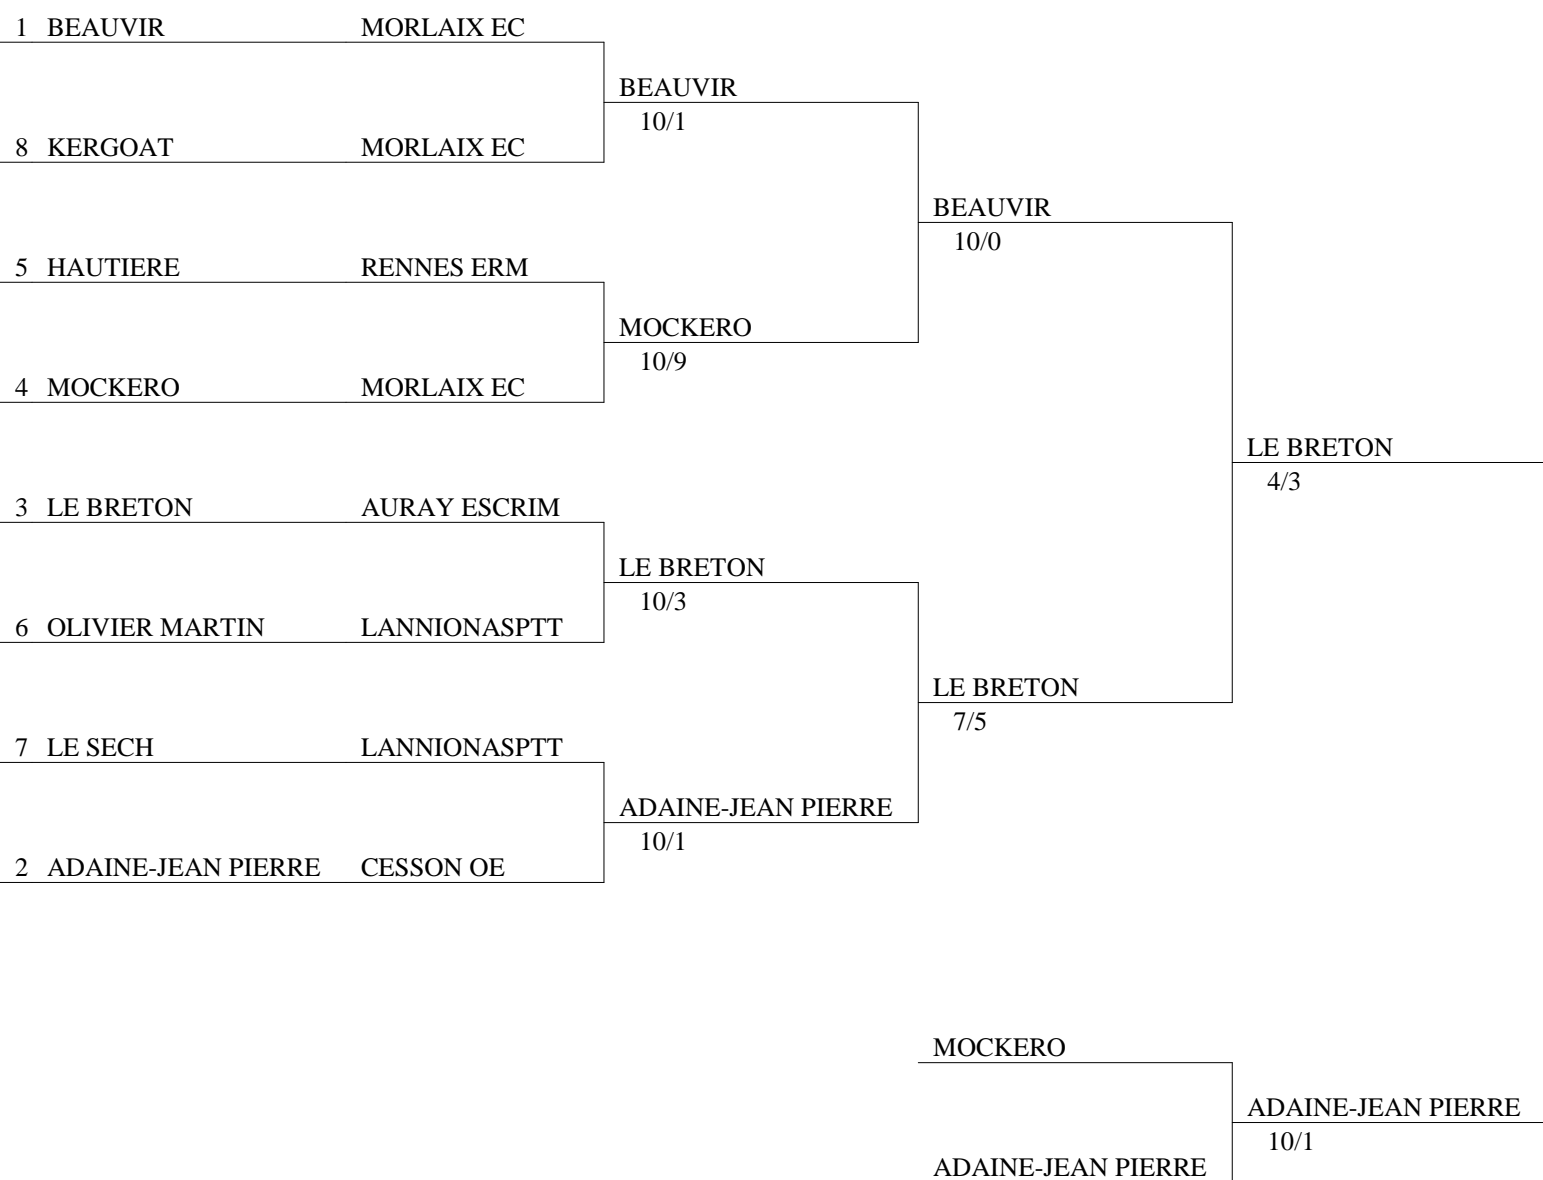 1 BEAUVIR MORLAIX EC
BEAUVIR
10/1
8 KERGOAT MORLAIX EC
BEAUVIR
10/0
5 HAUTIERE RENNES ERM
MOCKERO
10/9
4 MOCKERO MORLAIX EC
LE BRETON
4/3
3 LE BRETON AURAY ESCRIM
LE BRETON
10/3
6 OLIVIER MARTIN LANNIONASPTT
LE BRETON
7/5
7 LE SECH LANNIONASPTT
ADAINE-JEAN PIERRE
10/1
2 ADAINE-JEAN PIERRE CESSON OE
MOCKERO
ADAINE-JEAN PIERRE
10/1
ADAINE-JEAN PIERRE